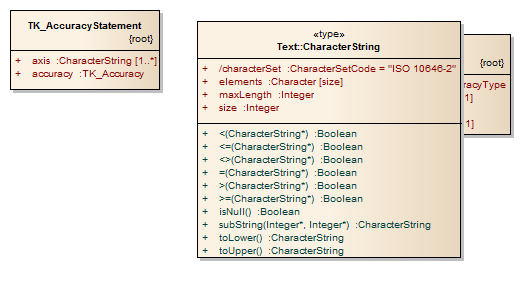 TK_AccuracyStatement
{root}
+ axis :CharacterString [1..*]
+ accuracy :TK_Accuracy
«type»
Text::CharacterString
+ /characterSet :CharacterSetCode = "ISO 10646-2"
+ elements :Character [size]
+ maxLength :Integer
+ size :Integer
+ <(CharacterString*) :Boolean
+ <=(CharacterString*) :Boolean
+ <>(CharacterString*) :Boolean
+ =(CharacterString*) :Boolean
+ >(CharacterString*) :Boolean
+ >=(CharacterString*) :Boolean
+ isNull() :Boolean
+ subString(Integer*, Integer*) :CharacterString
+ toLower() :CharacterString
+ toUpper() :CharacterString
{root}
racyType
1]
1]